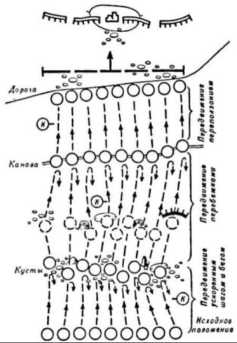 Дорога
К
Передвижение
переползанием
Канава
К
Передвижение
перебежками
Кусты
К
Передвижение
ускоренным
шагом и бегом
Исходное
положение